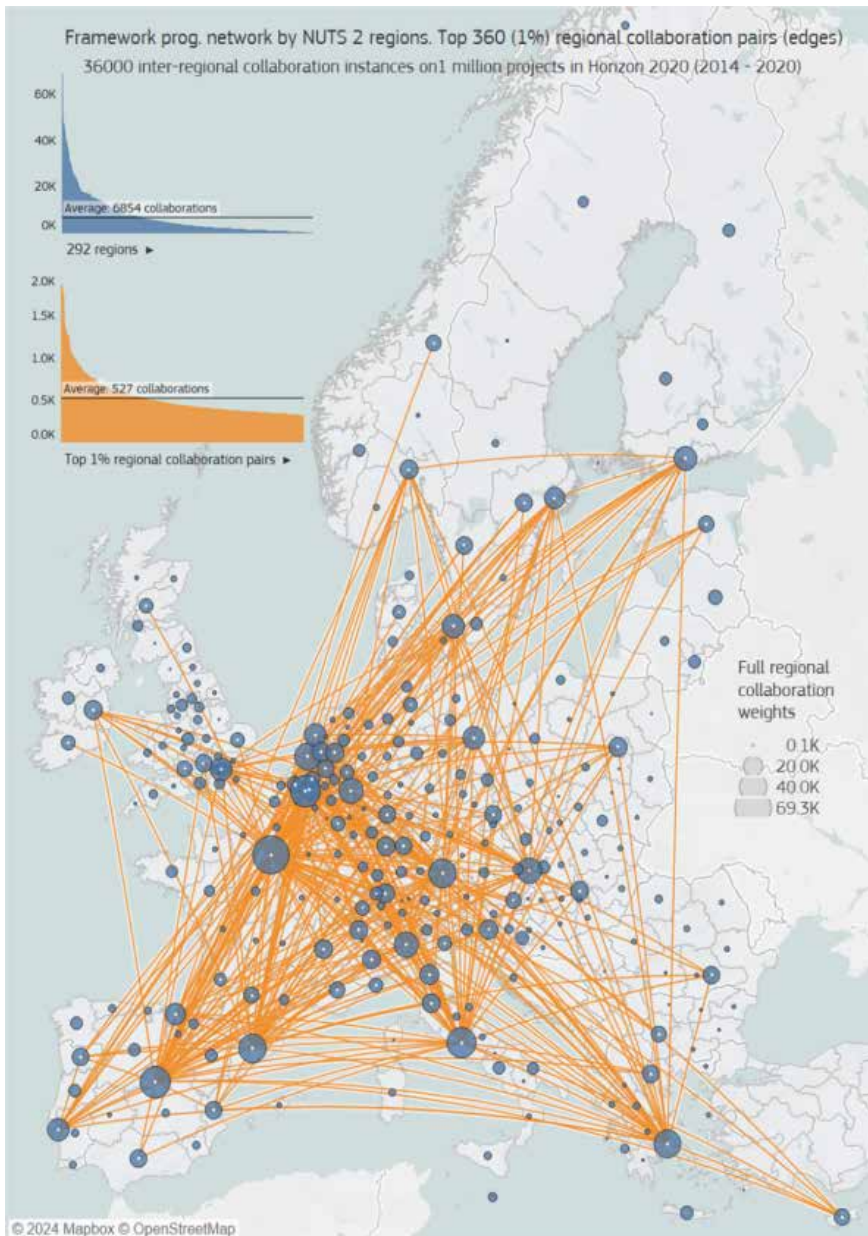 Framework prog. network by NUTS 2 regions. Top 360 (1%) regional collaboration pairs (edges)
36000 inter-regional collaboration instances on1 million projects in Horizon 2020 (2014 - 2020)
60K
40K
20K
Average: 6854 collaborations
0K
292 regions ►
2.0K
1.5K
1.0K
Average: 527 collaborations
0.5K
0.0K
Top 1% regional collaboration pairs ►
Full regional
collaboration
weights
0.1K
20.0K
40.0K
69.3K
© 2024 Mapbox © OpenStreetMap